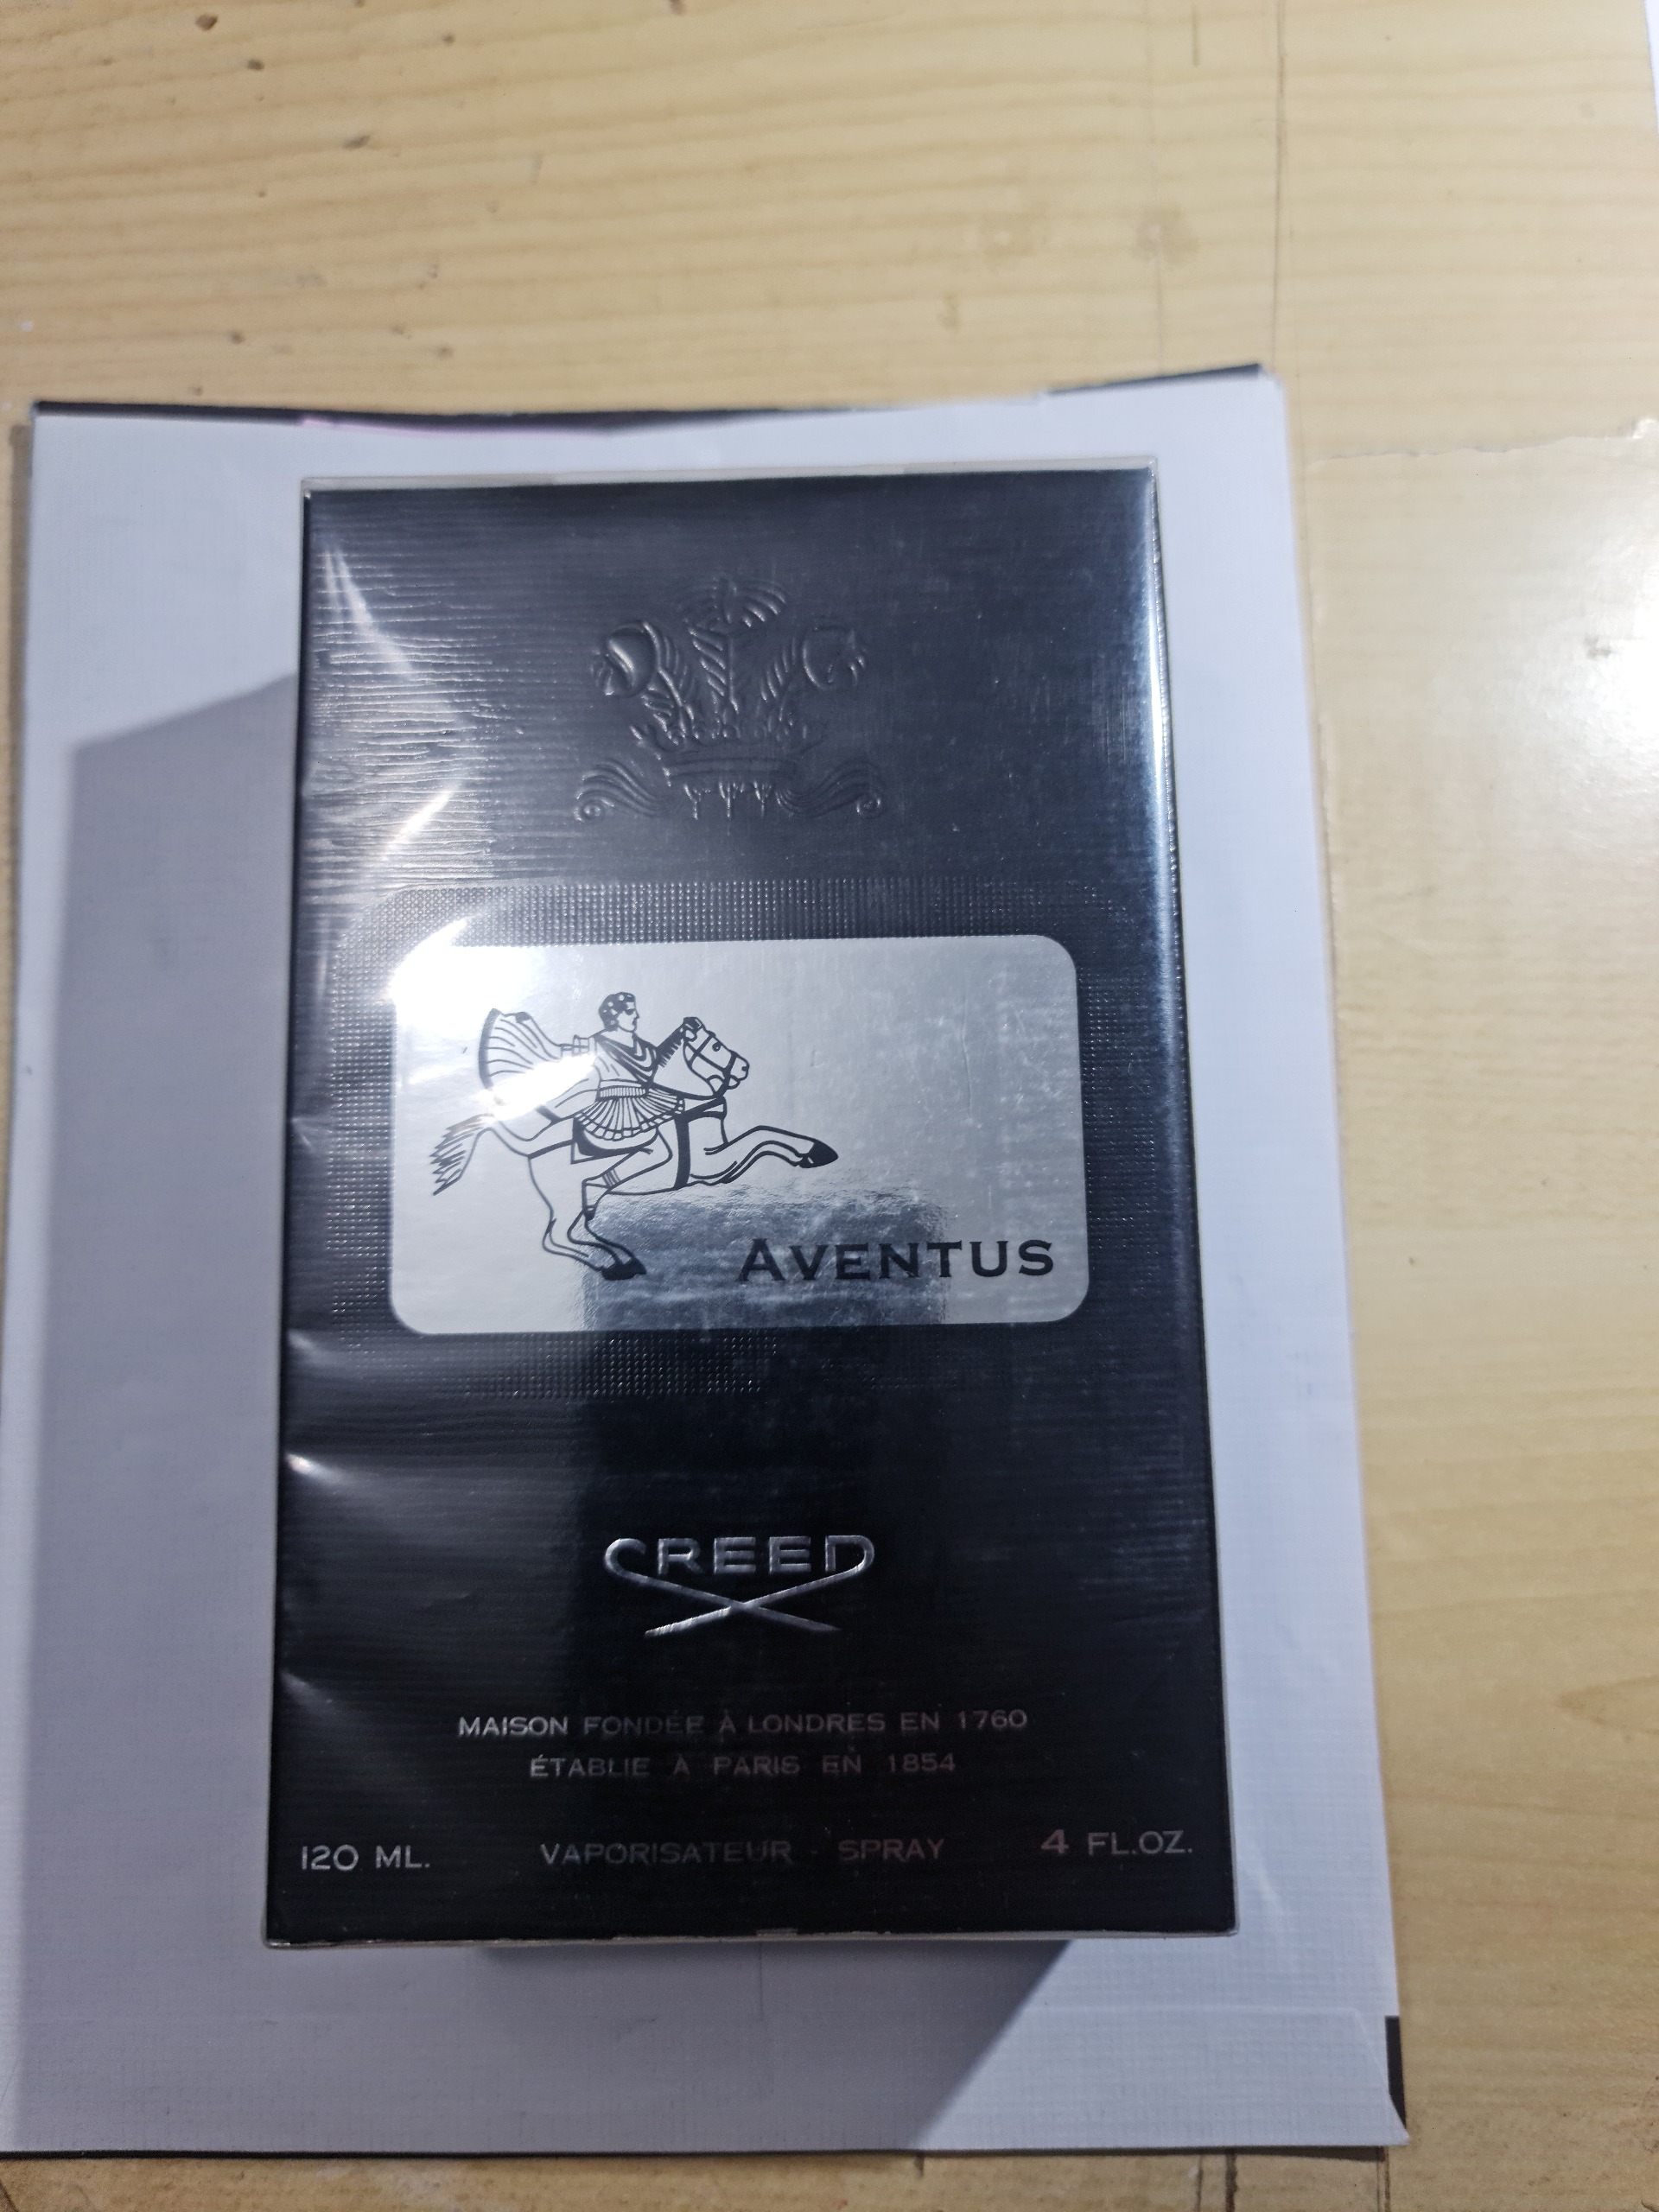 AVENTUS
CREED
MAISON FONDÉE À LONDRES EN 1760
ÉTABLIE À PARIS EN 1854
120 ML. VAPORISATEUR - SPRAY 4 FL.OZ.